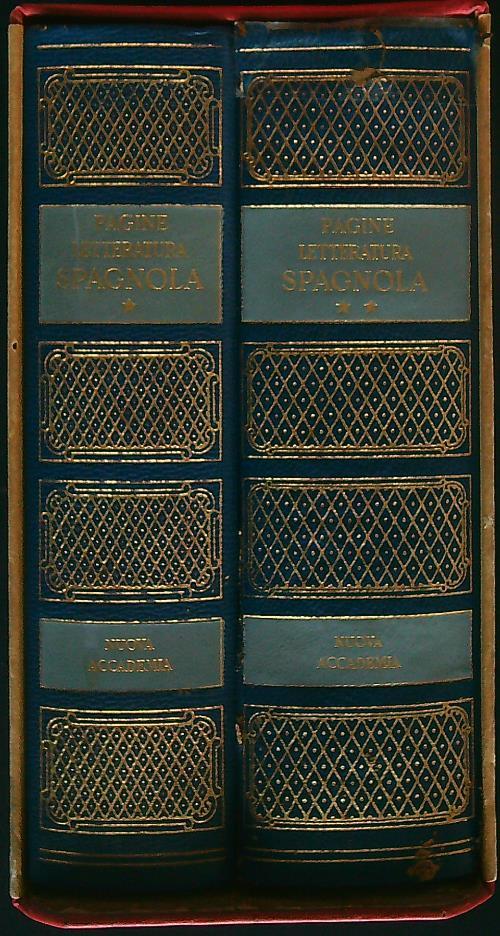 PAGINE
LETTERATURA
SPAGNOLA
★
NUOVA
ACCADEMIA
PAGINE
LETTERATURA
SPAGNOLA
★ ★
NUOVA
ACCADEMIA